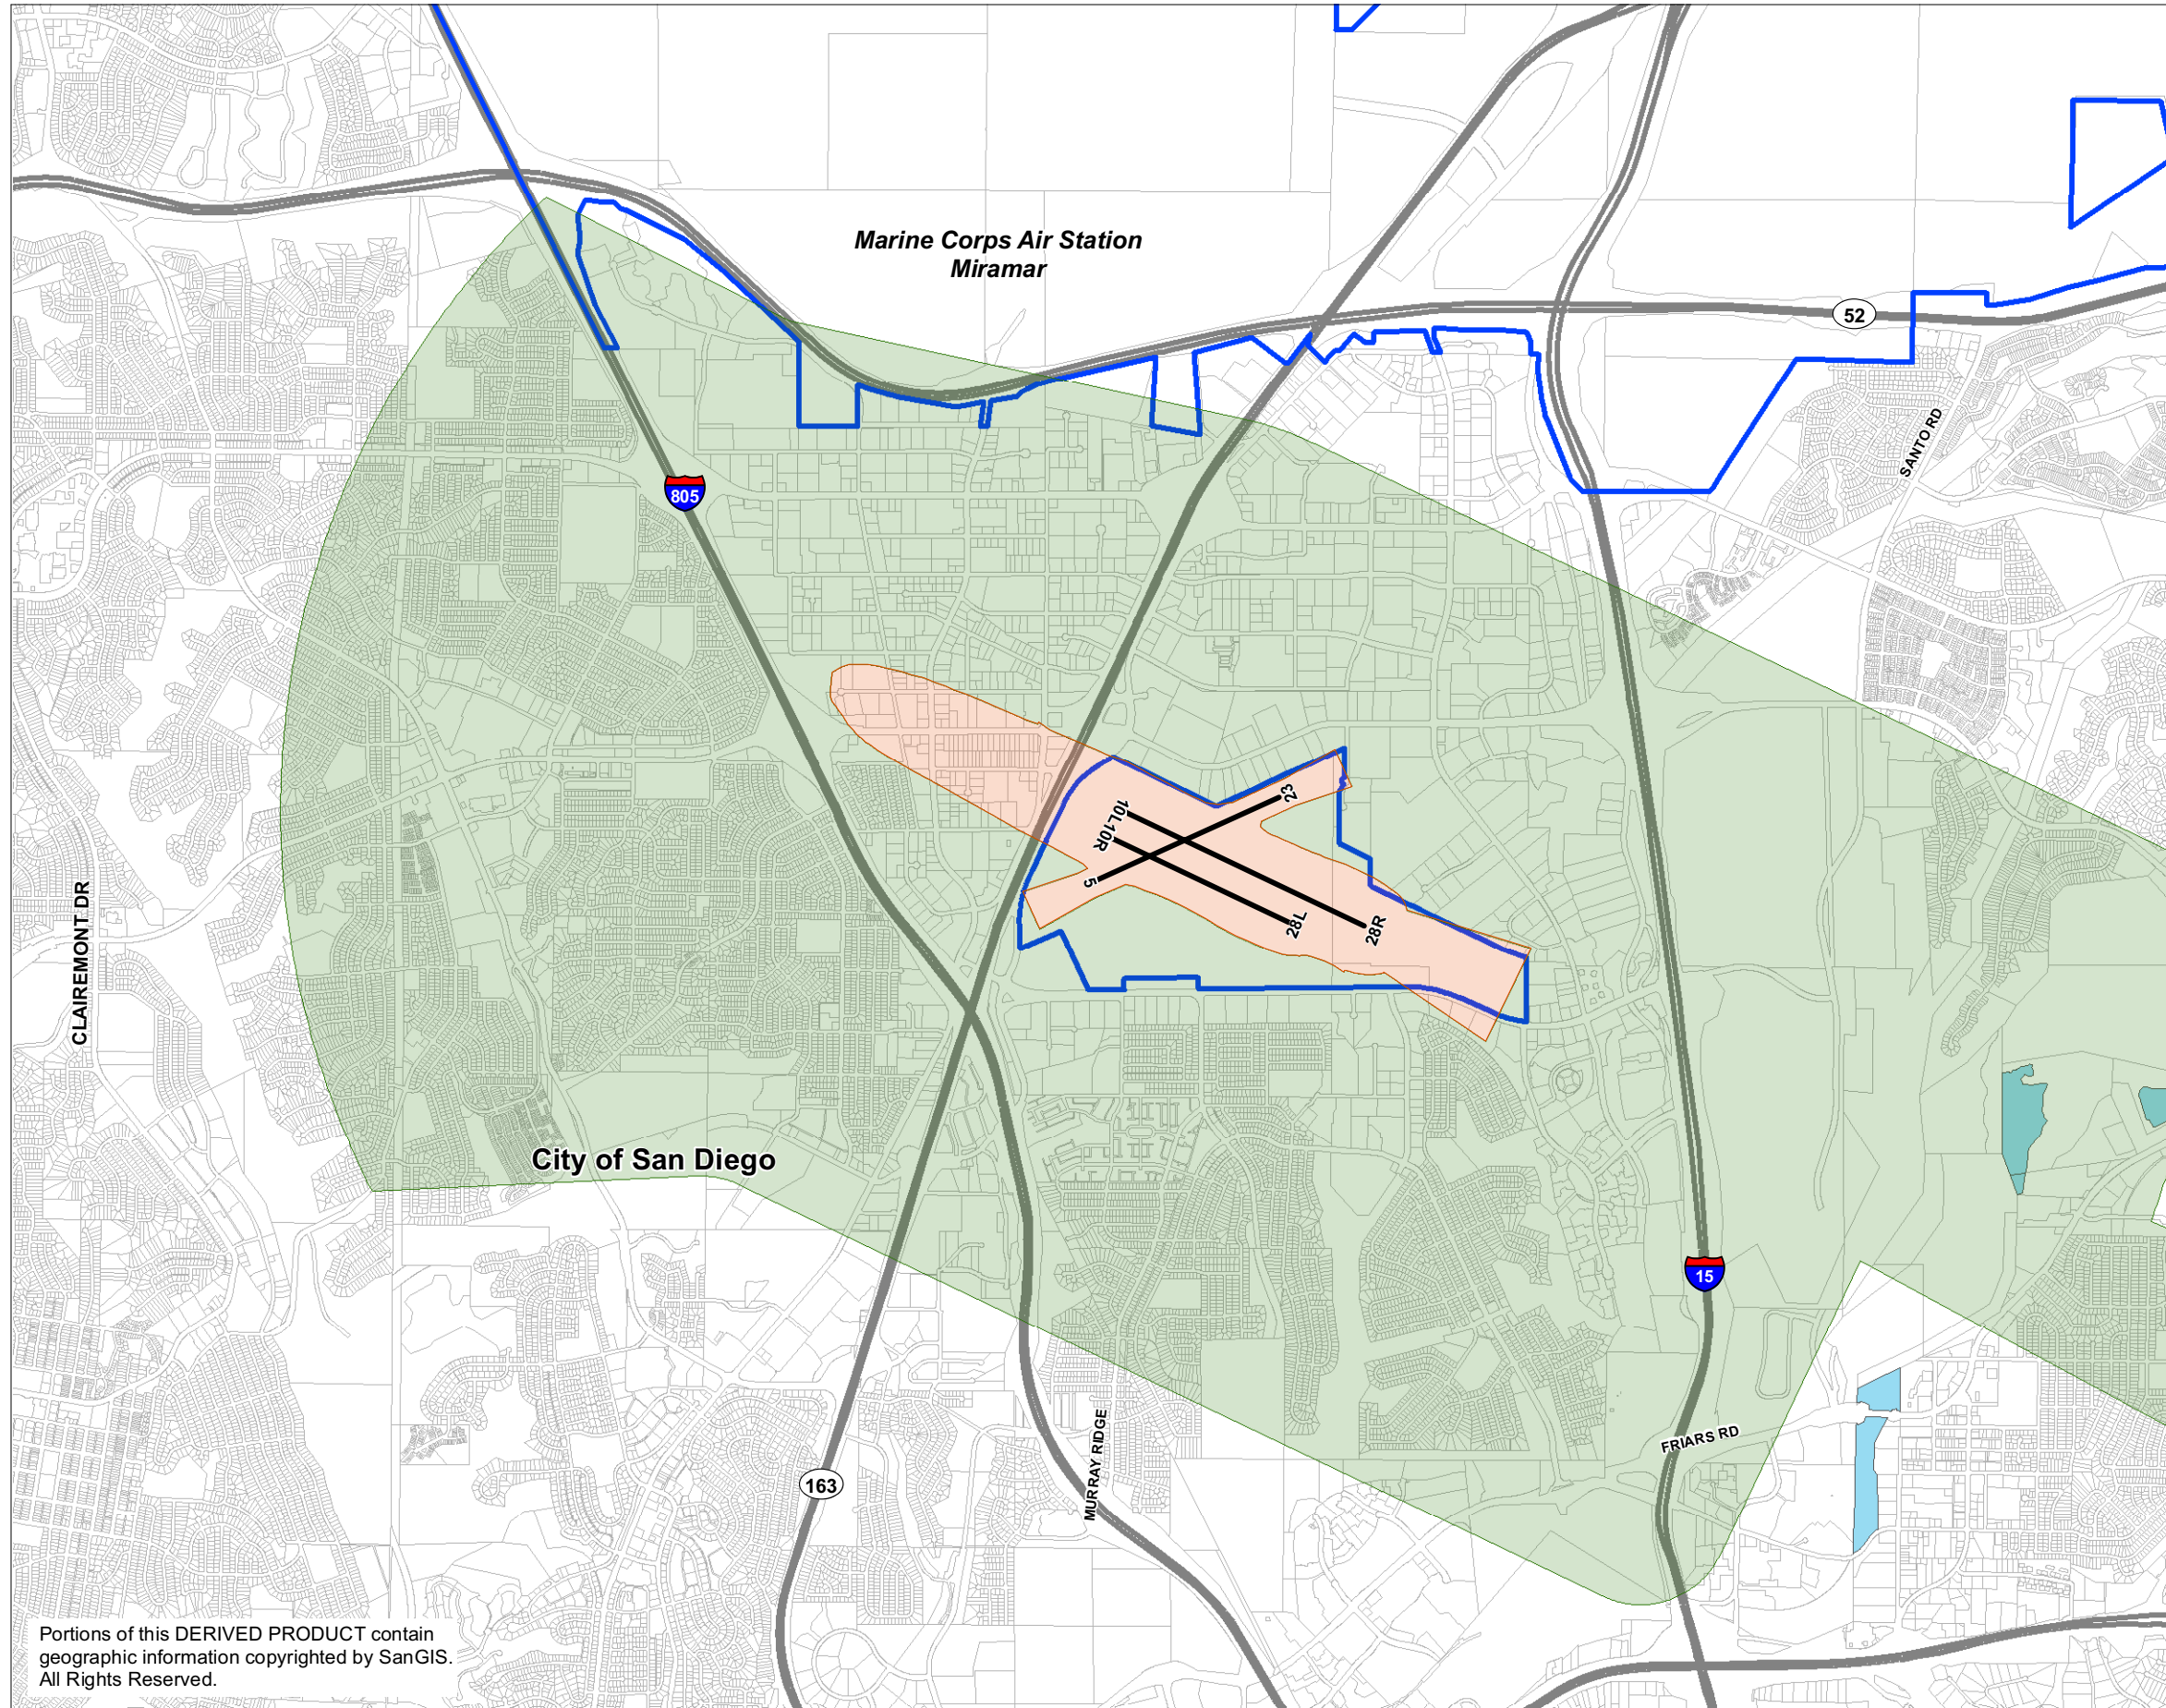 Marine Corps Air Station
Miramar
52
SANTO RD
805
23
10L
10R
5
28L
28R
CLAIREMONT DR
City of San Diego
15
FRIARS RD
MURRAY RIDGE
163
Portions of this DERIVED PRODUCT contain
geographic information copyrighted by SanGIS.
All Rights Reserved.